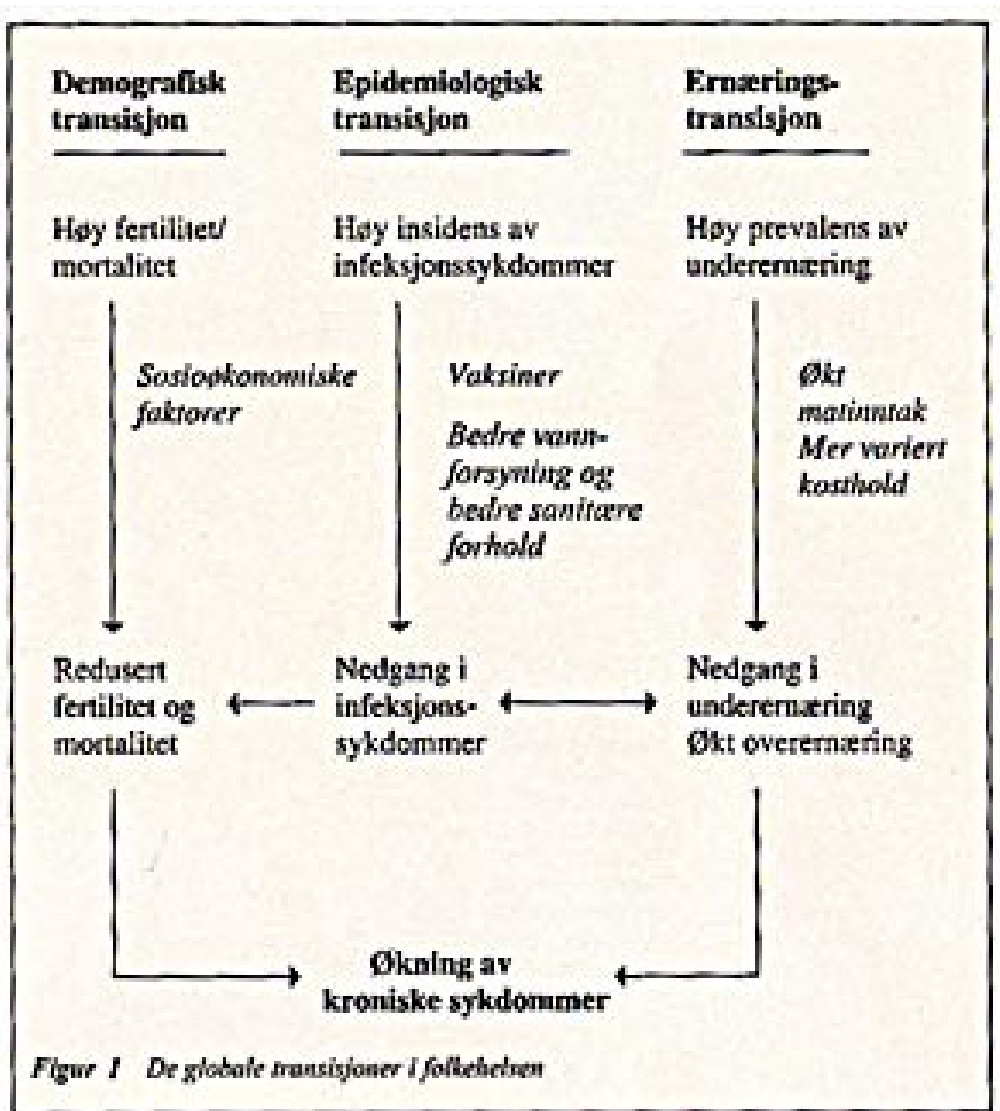 Demografisk
transisjon
Epidemiologisk
transisjon
Ernærings-
transisjon
Høy fertilitet/
mortalitet
Høy insidens av
infeksjonssykdommer
Høy prevalens av
underernæring
Sosioøkonomiske
faktorer
Vaksiner
Bedre vann-
forsyning og
bedre sanitære
forhold
Økt
matinntak
Mer variert
kosthold
Redusert
fertilitet og
mortalitet
Nedgang i
infeksjons-
sykdommer
Nedgang i
underernæring
Økt overernæring
Økning av
kroniske sykdommer
Figur 1 De globale transisjoner i folkehelsen